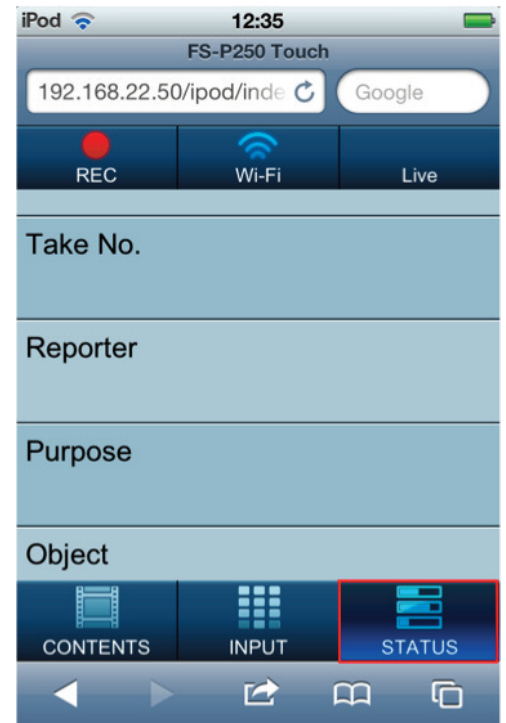 iPod 12:35
FS-P250 Touch
192.168.22.50/ipod/inde Google
REC Wi-Fi Live
Take No.
Reporter
Purpose
Object
CONTENTS INPUT STATUS